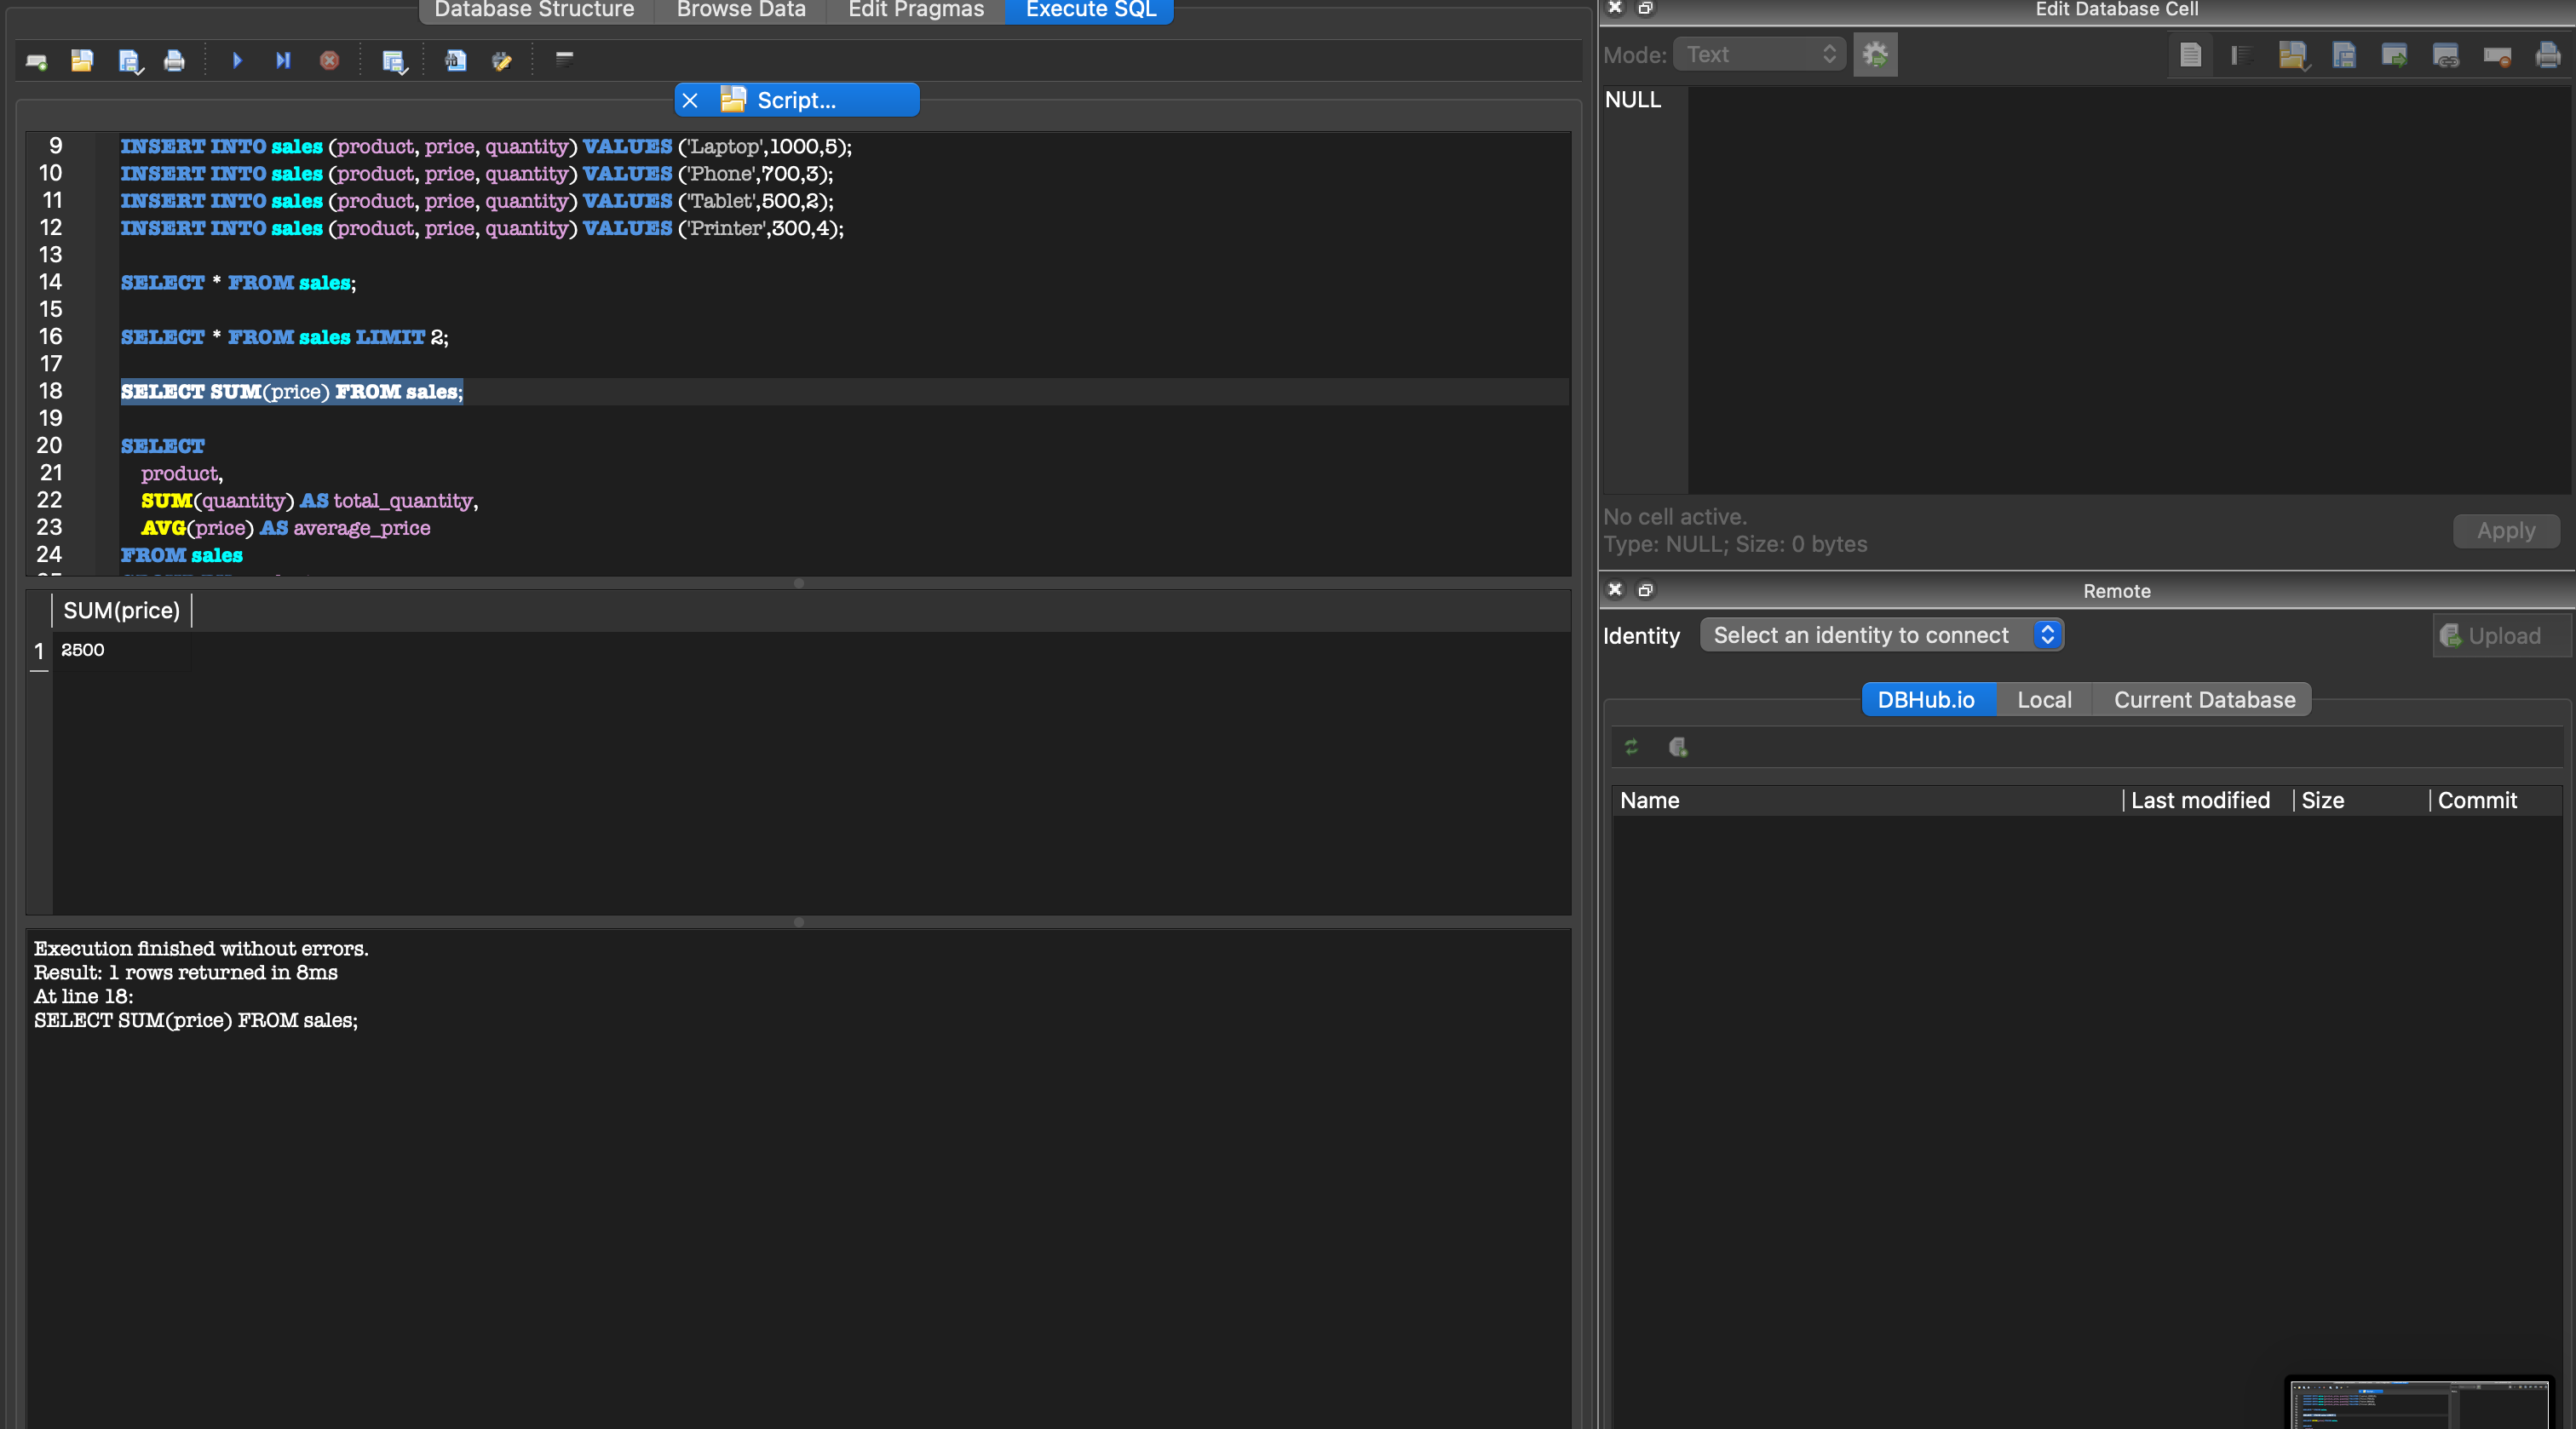 Database Structure
Browse Data
Edit Pragmas
Execute SQL
Script...
9 INSERT INTO sales (product, price, quantity) VALUES ('Laptop',1000,5);
10 INSERT INTO sales (product, price, quantity) VALUES ('Phone',700,3);
11 INSERT INTO sales (product, price, quantity) VALUES ('Tablet',500,2);
12 INSERT INTO sales (product, price, quantity) VALUES ('Printer',300,4);
13
14 SELECT * FROM sales;
15
16 SELECT * FROM sales LIMIT 2;
17
18 SELECT SUM(price) FROM sales;
19
20 SELECT
21 product,
22 SUM(quantity) AS total_quantity,
23 AVG(price) AS average_price
24 FROM sales
SUM(price)
1 2500
Execution finished without errors.
Result: 1 rows returned in 8ms
At line 18:
SELECT SUM(price) FROM sales;
Edit Database Cell
Mode: Text
NULL
No cell active.
Type: NULL; Size: 0 bytes
Apply
Remote
Identity Select an identity to connect Upload
DBHub.io Local Current Database
Name Last modified Size Commit